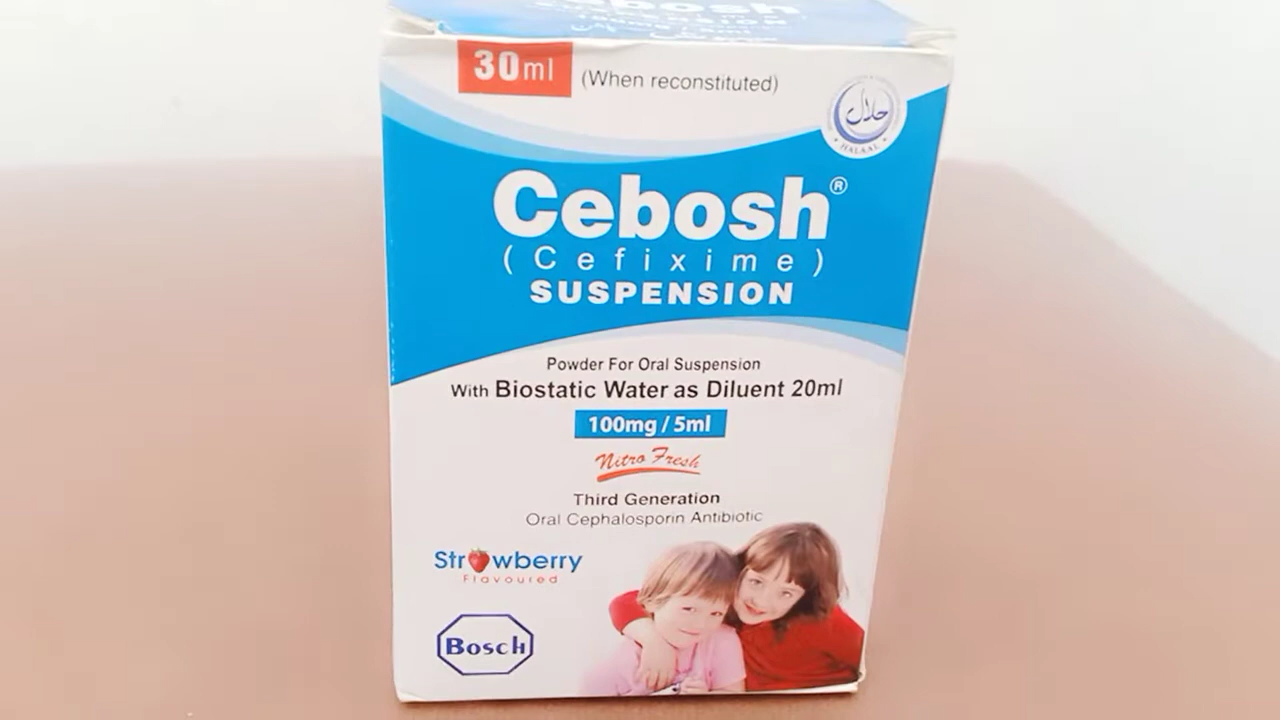 30ml (When reconstituted)
حلال
HALAAL
Cebosh®
(Cefixime)
SUSPENSION
Powder For Oral Suspension
With Biostatic Water as Diluent 20ml
100mg / 5ml
Nitro Fresh
Third Generation
Oral Cephalosporin Antibiotic
Strawberry
Flavoured
Bosch